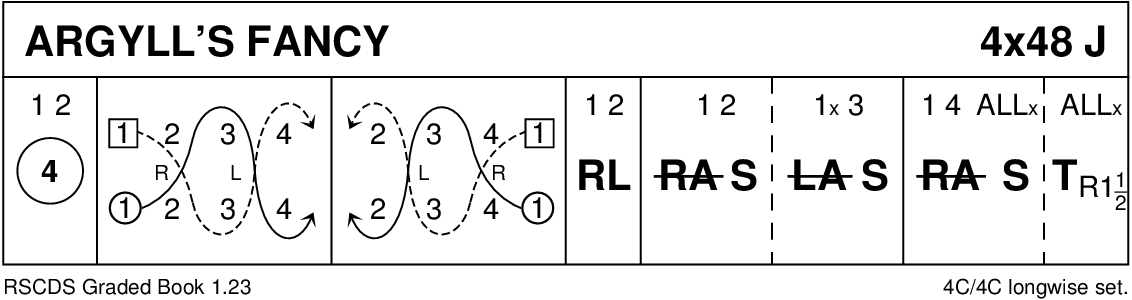 ARGYLL'S FANCY 4x48 J
1 2 1 2 1 2 1x 3 1 4 ALLx ALLx
1 2 3 4 2 3 4 1
4 R L L R RL RA S LA S RA S TR1½
1 2 3 4 2 3 4 1
RSCDS Graded Book 1.23 4C/4C longwise set.